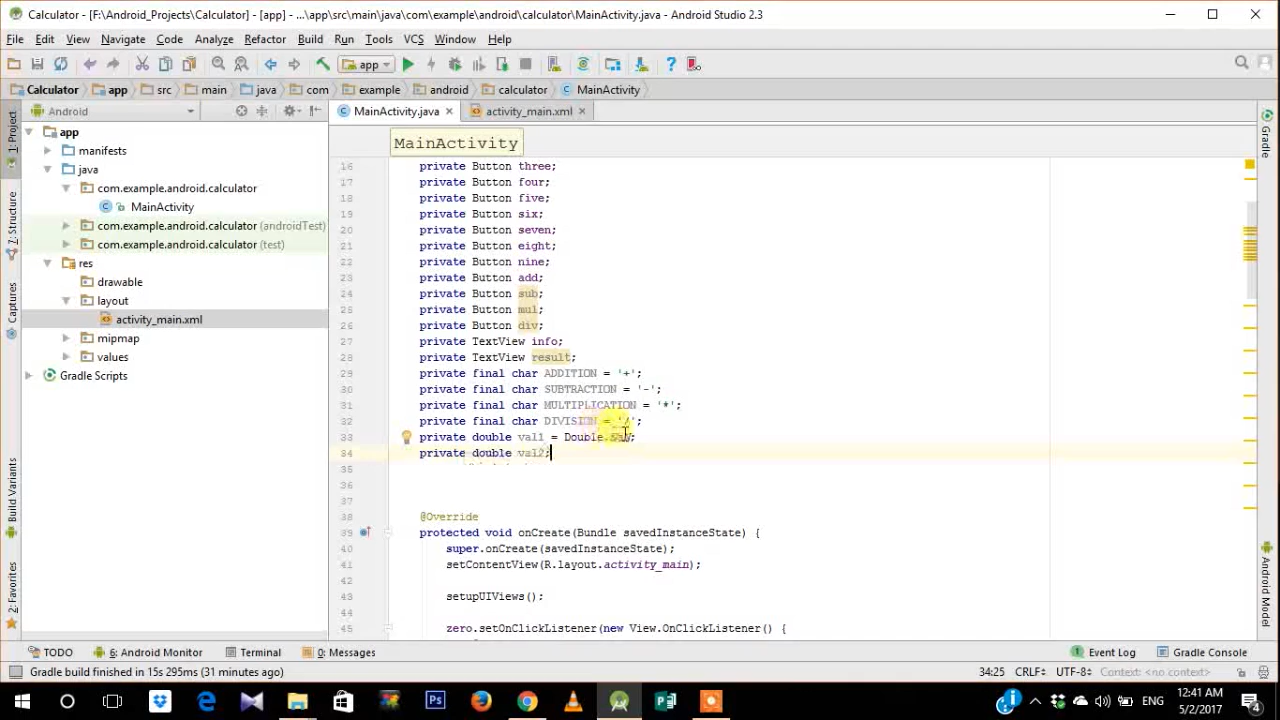 Calculator - [F:\Android_Projects\Calculator] - [app] - ...\app\src\main\java\com\example\android\calculator\MainActivity.java - Android Studio 2.3
File Edit View Navigate Code Analyze Refactor Build Run Tools VCS Window Help
app
Calculator app src main java com example android calculator MainActivity
Android
MainActivity.java activity_main.xml
MainActivity
1: Project
7: Structure
Captures
Build Variants
2: Favorites
app
manifests
java
com.example.android.calculator
MainActivity
com.example.android.calculator (androidTest)
com.example.android.calculator (test)
res
drawable
layout
activity_main.xml
mipmap
values
Gradle Scripts
16 private Button three;
17 private Button four;
18 private Button five;
19 private Button six;
20 private Button seven;
21 private Button eight;
22 private Button nine;
23 private Button add;
24 private Button sub;
25 private Button mul;
26 private Button div;
27 private TextView info;
28 private TextView result;
29 private final char ADDITION = '+';
30 private final char SUBTRACTION = '-';
31 private final char MULTIPLICATION = '*';
32 private final char DIVISION = '/';
33 private double val1 = Double.
34 private double val2;
35
36
37
38 @Override
39 protected void onCreate(Bundle savedInstanceState) {
40 super.onCreate(savedInstanceState);
41 setContentView(R.layout.activity_main);
42
43 setupUIViews();
44
45 zero.setOnClickListener(new View.OnClickListener() {
Gradle
Android Model
TODO 6: Android Monitor Terminal 0: Messages Event Log Gradle Console
Gradle build finished in 15s 295ms (31 minutes ago) 34:25 CRLF UTF-8 Context: <no context>
ENG
12:41 AM
5/2/2017
4